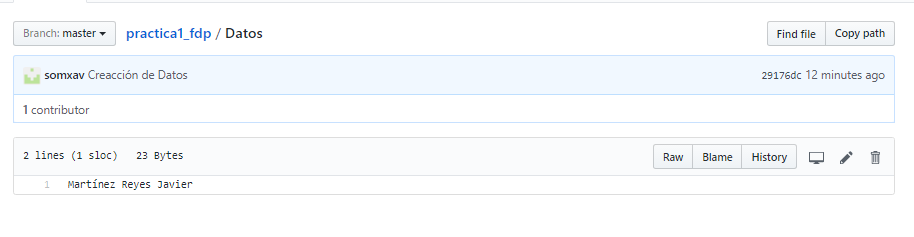 Branch: master practica1_fdp / Datos Find file Copy path
somxav Creacción de Datos 29176dc 12 minutes ago
1 contributor
2 lines (1 sloc) 23 Bytes Raw Blame History
1 Martínez Reyes Javier